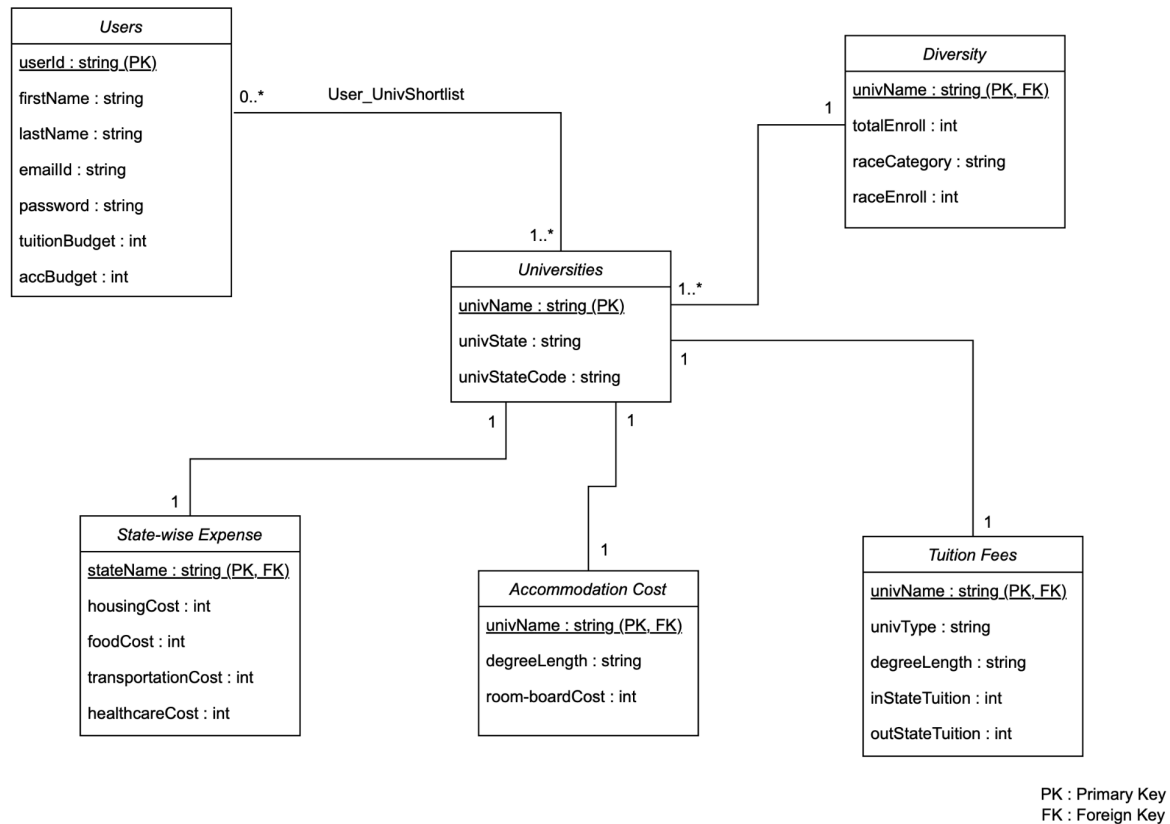 Users
userId : string (PK)
firstName : string
lastName : string
emailId : string
password : string
tuitionBudget : int
accBudget : int
0..*
User_UnivShortlist
1..*
Diversity
univName : string (PK, FK)
totalEnroll : int
raceCategory : string
raceEnroll : int
1
1..*
Universities
univName : string (PK)
univState : string
univStateCode : string
1
1
1
1
State-wise Expense
stateName : string (PK, FK)
housingCost : int
foodCost : int
transportationCost : int
healthcareCost : int
1
Accommodation Cost
univName : string (PK, FK)
degreeLength : string
room-boardCost : int
1
Tuition Fees
univName : string (PK, FK)
univType : string
degreeLength : string
inStateTuition : int
outStateTuition : int
PK : Primary Key
FK : Foreign Key